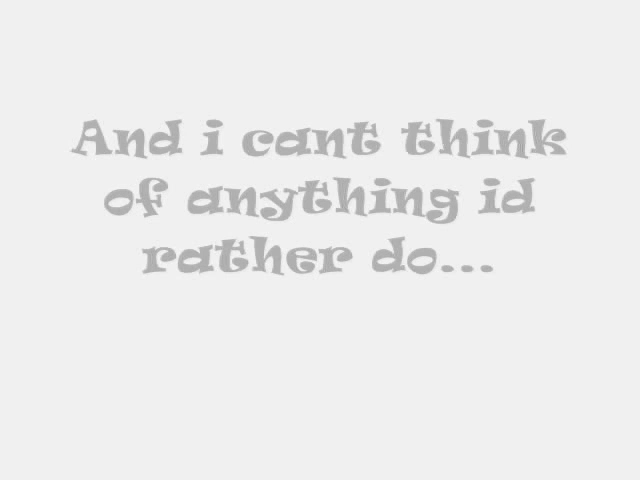 And i cant think
of anything id
rather do...